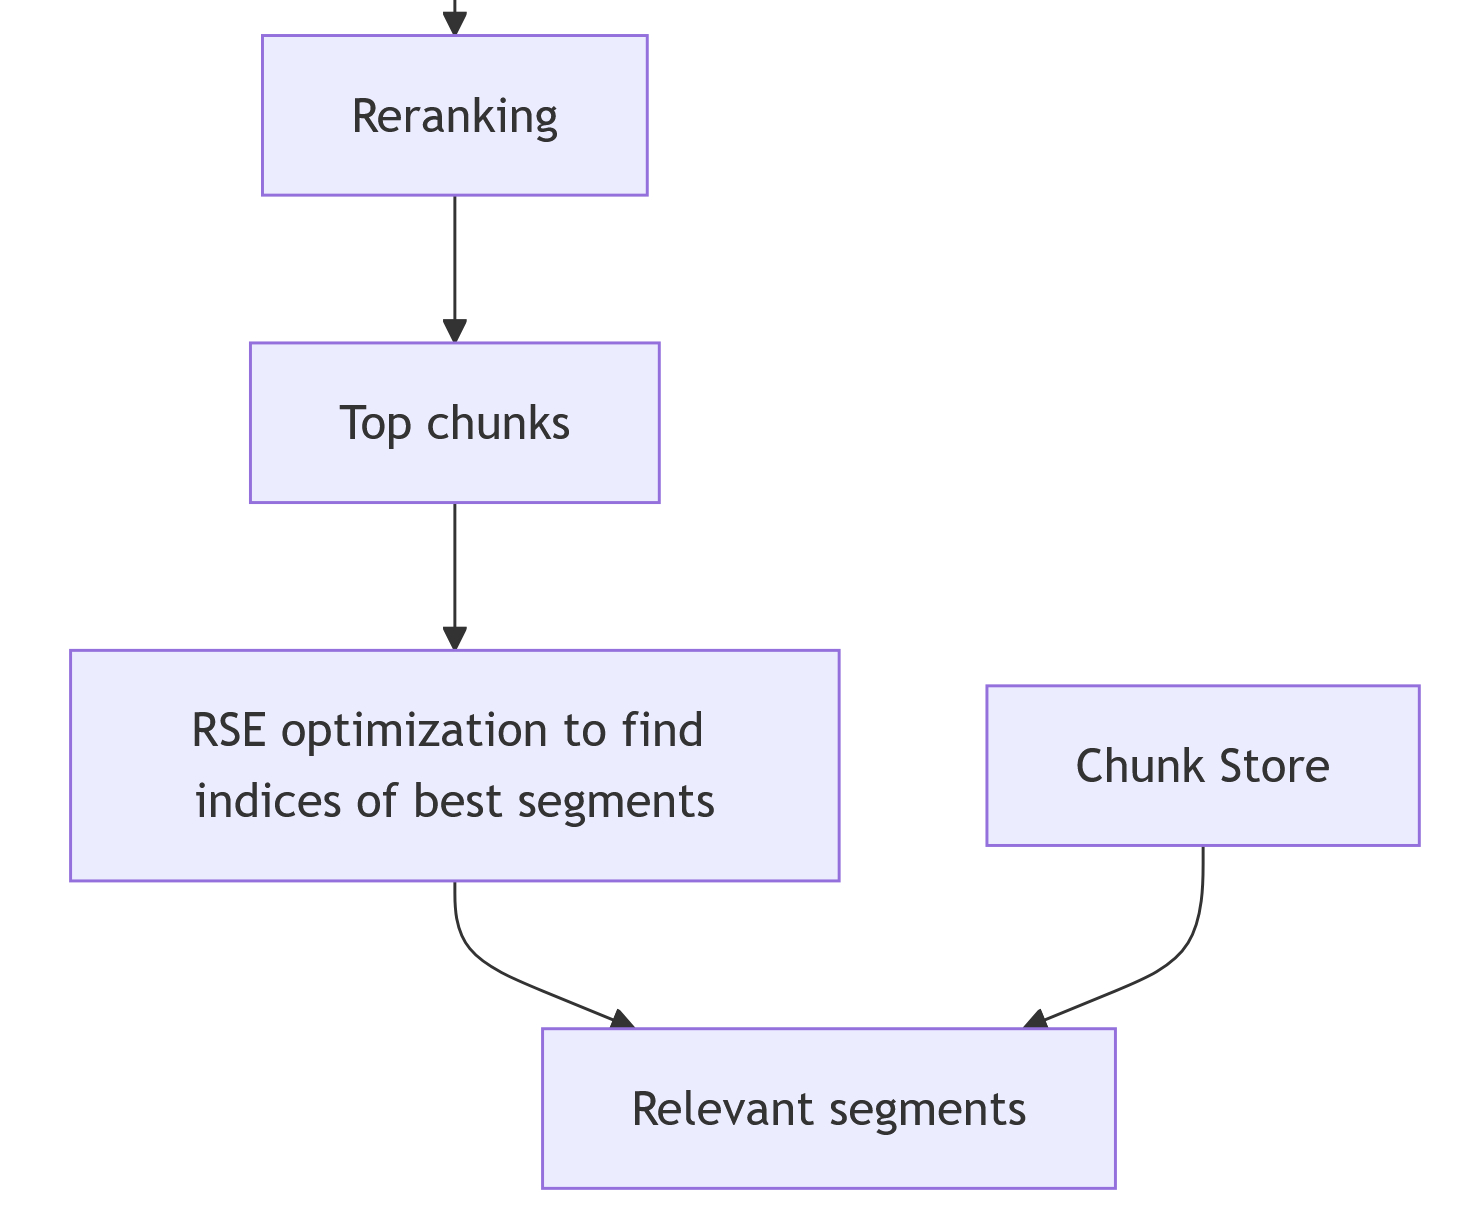 Reranking
Top chunks
RSE optimization to find
indices of best segments
Chunk Store
Relevant segments